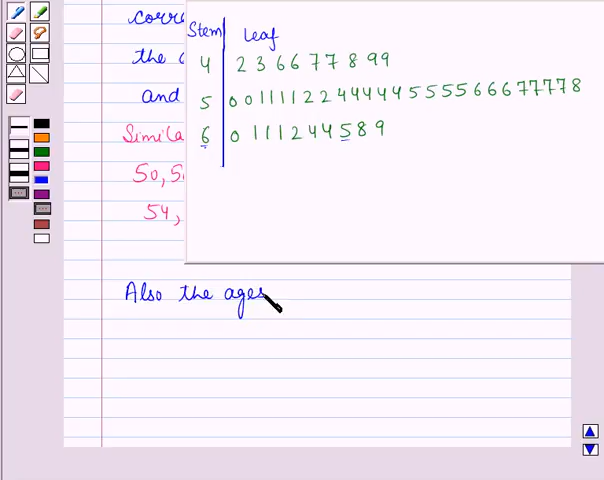 corr
the
and
Simila
50, 5
54,
Stem Leaf
4 2 3 6 6 7 7 8 9 9
5 0 0 1 1 1 1 2 2 4 4 4 4 4 5 5 5 5 6 6 6 7 7 7 7 8
6 0 1 1 1 2 4 4 5 8 9
Also the ages